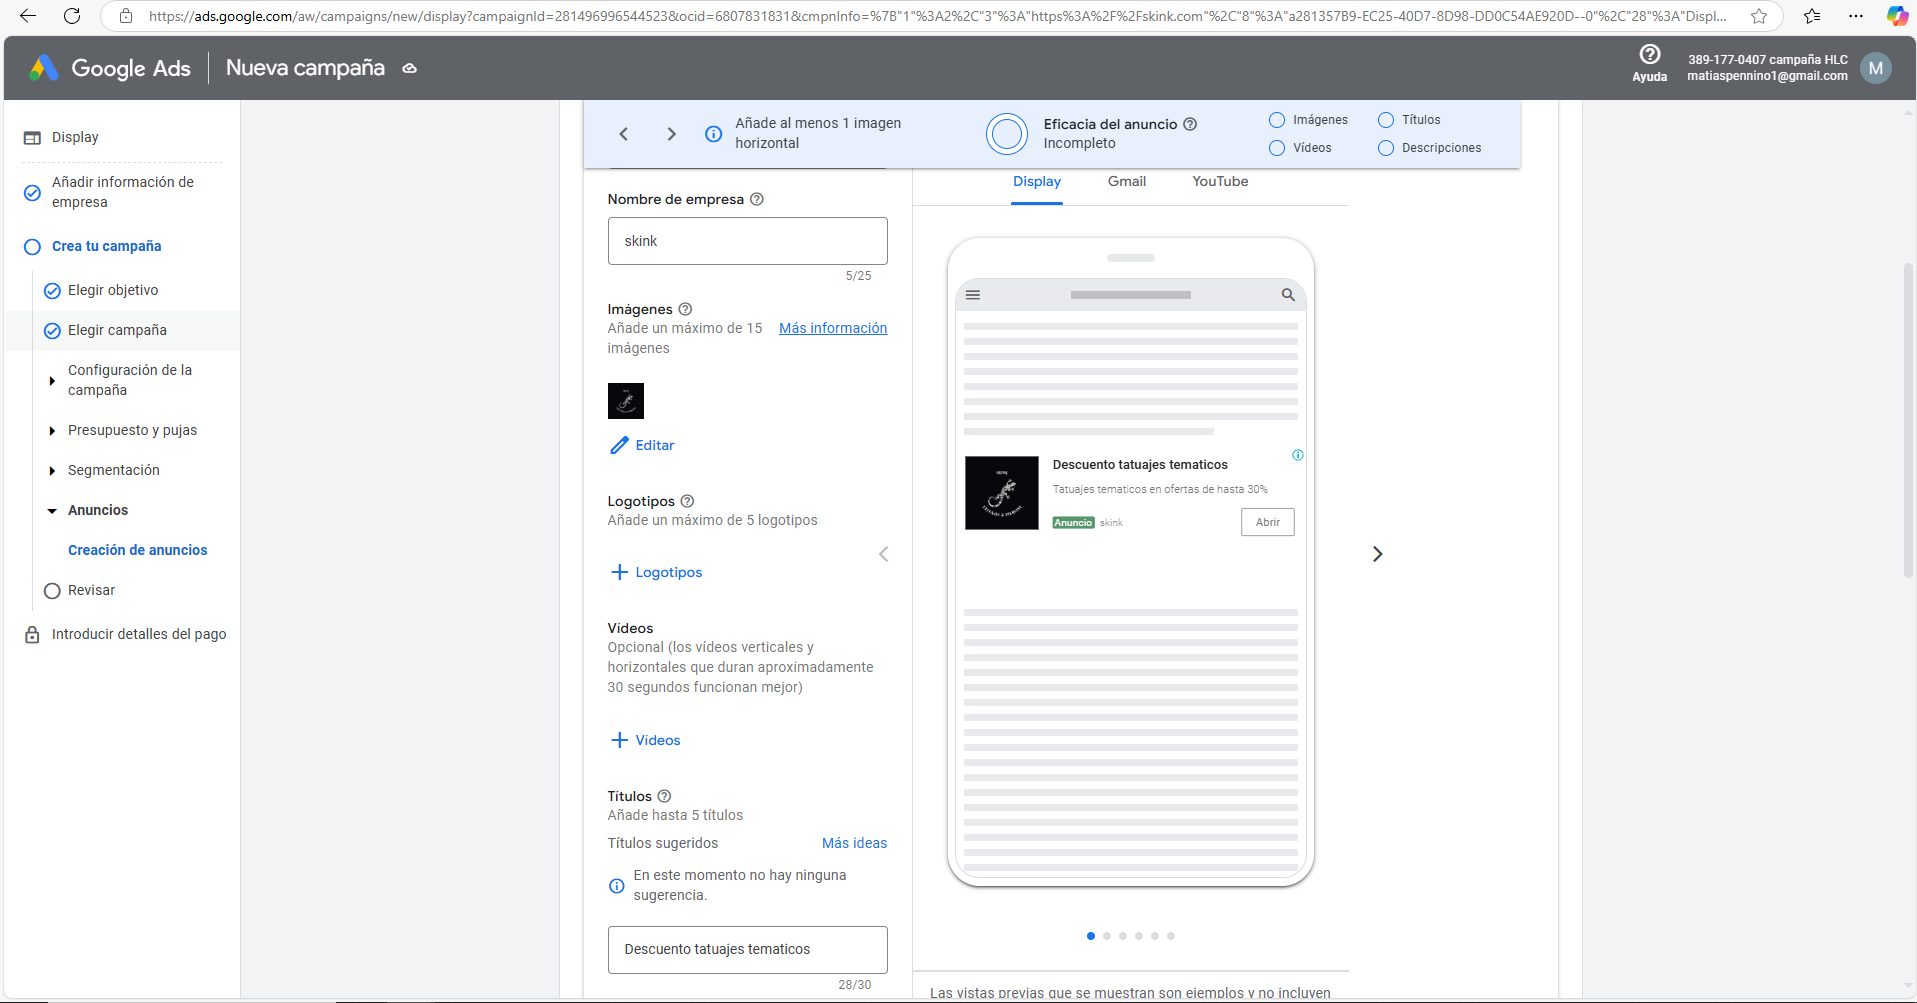 https://ads.google.com/aw/campaigns/new/display?campaignId=281496996544523&ocid=6807831831&cmpnInfo=%7B"1"%3A2%2C"3"%3A"https%3A%2F%2Fskink.com"%2C"8"%3A"a281357B9-EC25-40D7-8D98-DD0C54AE920D--0"%2C"28"%3A"Displ...
Google Ads
Nueva campaña
Ayuda
389-177-0407 campaña HLC
matiaspennino1@gmail.com
M
Display
Añadir información de
empresa
Crea tu campaña
Elegir objetivo
Elegir campaña
Configuración de la
campaña
Presupuesto y pujas
Segmentación
Anuncios
Creación de anuncios
Revisar
Introducir detalles del pago
Añade al menos 1 imagen
horizontal
Eficacia del anuncio
Incompleto
Imágenes
Títulos
Vídeos
Descripciones
Nombre de empresa
skink
5/25
Imágenes
Añade un máximo de 15
imágenes
Más información
Editar
Logotipos
Añade un máximo de 5 logotipos
Logotipos
Vídeos
Opcional (los vídeos verticales y
horizontales que duran aproximadamente
30 segundos funcionan mejor)
Vídeos
Títulos
Añade hasta 5 títulos
Títulos sugeridos
Más ideas
En este momento no hay ninguna
sugerencia.
Descuento tatuajes tematicos
28/30
Display
Gmail
YouTube
Descuento tatuajes tematicos
Tatuajes tematicos en ofertas de hasta 30%
Anuncio skink
Abrir
Las vistas previas que se muestran son ejemplos y no incluyen